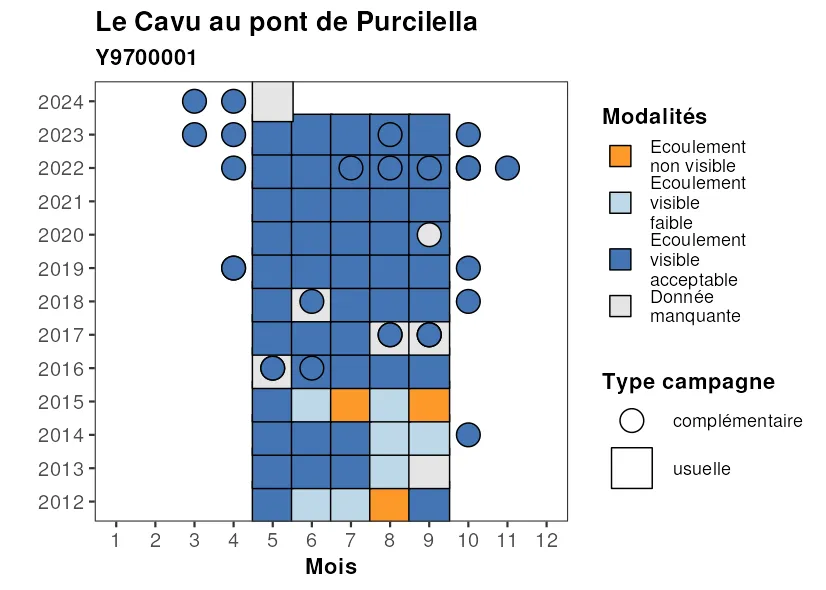 Le Cavu au pont de Purcilella
Y9700001
2024
2023
2022
2021
2020
2019
2018
2017
2016
2015
2014
2013
2012
1 2 3 4 5 6 7 8 9 10 11 12
Mois
Modalités
Ecoulement
non visible
Ecoulement
visible
faible
Ecoulement
visible
acceptable
Donnée
manquante
Type campagne
complémentaire
usuelle